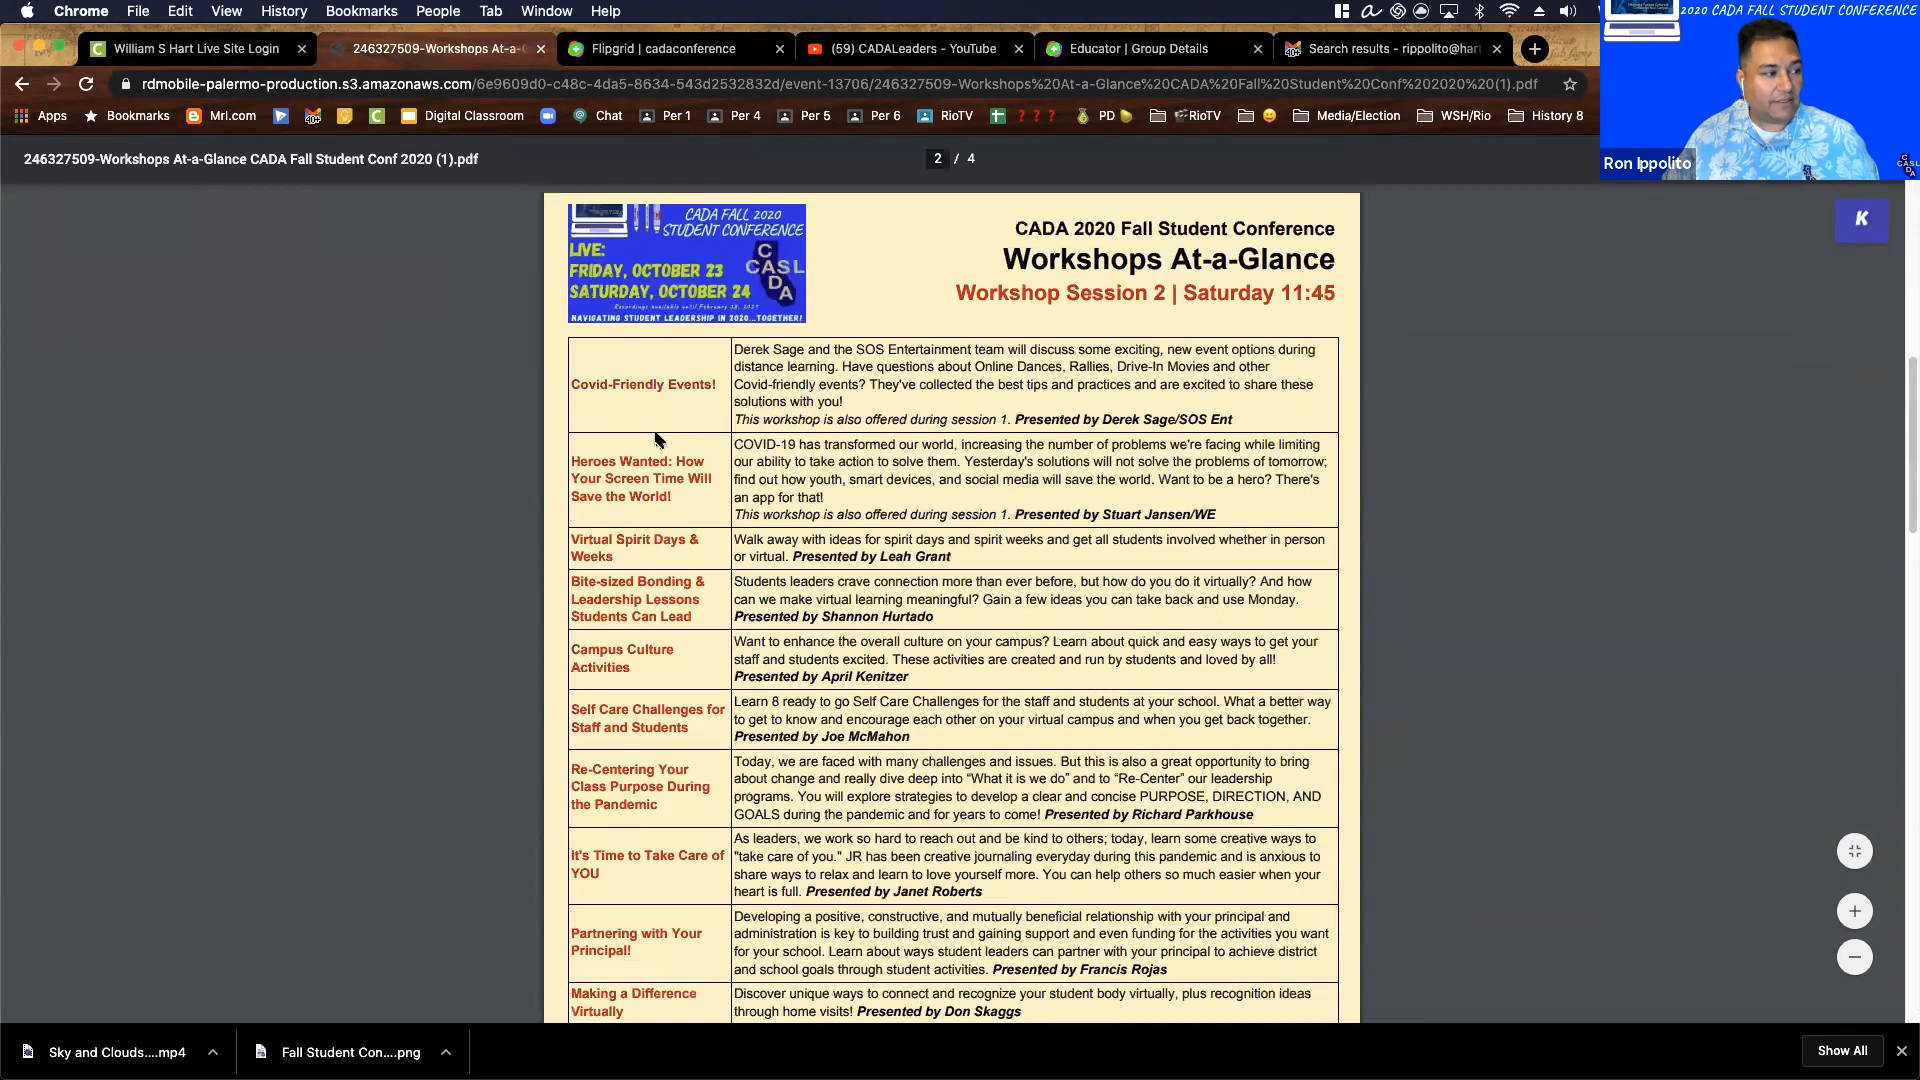 Chrome File Edit View History Bookmarks People Tab Window Help
William S Hart Live Site Login
246327509-Workshops At-a-G
Flipgrid | cadaconference
(59) CADALeaders - YouTube
Educator | Group Details
Search results - rippolito@hart
rdmobile-palermo-production.s3.amazonaws.com/6e9609d0-c48c-4da5-8634-543d2532832d/event-13706/246327509-Workshops%20At-a-Glance%20CADA%20Fall%20Student%20Conf%202020%20(1).pdf
Apps Bookmarks Mrl.com 40+ Digital Classroom Chat Per 1 Per 4 Per 5 Per 6 RioTV ? ? ? PD RioTV Media/Election WSH/Rio History 8
2020 CADA FALL STUDENT CONFERENCE
Ron Ippolito
CASL
246327509-Workshops At-a-Glance CADA Fall Student Conf 2020 (1).pdf
2 / 4
K
CADA FALL 2020
STUDENT CONFERENCE
LIVE:
FRIDAY, OCTOBER 23
SATURDAY, OCTOBER 24
C
CASL
D
A
Recordings available until February 28, 2021
NAVIGATING STUDENT LEADERSHIP IN 2020...TOGETHER!
CADA 2020 Fall Student Conference
Workshops At-a-Glance
Workshop Session 2 | Saturday 11:45
Covid-Friendly Events!
Derek Sage and the SOS Entertainment team will discuss some exciting, new event options during
distance learning. Have questions about Online Dances, Rallies, Drive-In Movies and other
Covid-friendly events? They've collected the best tips and practices and are excited to share these
solutions with you!
This workshop is also offered during session 1. Presented by Derek Sage/SOS Ent
Heroes Wanted: How
Your Screen Time Will
Save the World!
COVID-19 has transformed our world, increasing the number of problems we're facing while limiting
our ability to take action to solve them. Yesterday's solutions will not solve the problems of tomorrow;
find out how youth, smart devices, and social media will save the world. Want to be a hero? There's
an app for that!
This workshop is also offered during session 1. Presented by Stuart Jansen/WE
Virtual Spirit Days &
Weeks
Walk away with ideas for spirit days and spirit weeks and get all students involved whether in person
or virtual. Presented by Leah Grant
Bite-sized Bonding &
Leadership Lessons
Students Can Lead
Students leaders crave connection more than ever before, but how do you do it virtually? And how
can we make virtual learning meaningful? Gain a few ideas you can take back and use Monday.
Presented by Shannon Hurtado
Campus Culture
Activities
Want to enhance the overall culture on your campus? Learn about quick and easy ways to get your
staff and students excited. These activities are created and run by students and loved by all!
Presented by April Kenitzer
Self Care Challenges for
Staff and Students
Learn 8 ready to go Self Care Challenges for the staff and students at your school. What a better way
to get to know and encourage each other on your virtual campus and when you get back together.
Presented by Joe McMahon
Re-Centering Your
Class Purpose During
the Pandemic
Today, we are faced with many challenges and issues. But this is also a great opportunity to bring
about change and really dive deep into “What it is we do” and to “Re-Center” our leadership
programs. You will explore strategies to develop a clear and concise PURPOSE, DIRECTION, AND
GOALS during the pandemic and for years to come! Presented by Richard Parkhouse
It's Time to Take Care of
YOU
As leaders, we work so hard to reach out and be kind to others; today, learn some creative ways to
"take care of you." JR has been creative journaling everyday during this pandemic and is anxious to
share ways to relax and learn to love yourself more. You can help others so much easier when your
heart is full. Presented by Janet Roberts
Partnering with Your
Principal!
Developing a positive, constructive, and mutually beneficial relationship with your principal and
administration is key to building trust and gaining support and even funding for the activities you want
for your school. Learn about ways student leaders can partner with your principal to achieve district
and school goals through student activities. Presented by Francis Rojas
Making a Difference
Virtually
Discover unique ways to connect and recognize your student body virtually, plus recognition ideas
through home visits! Presented by Don Skaggs
Sky and Clouds....mp4
Fall Student Con....png
Show All